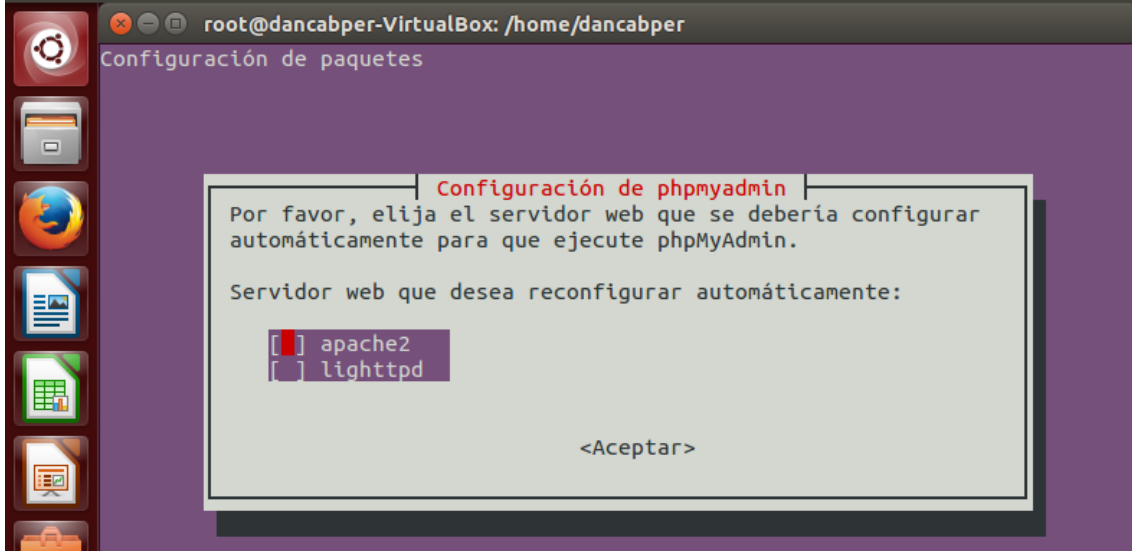 root@dancabper-VirtualBox: /home/dancabper
Configuración de paquetes
Configuración de phpmyadmin
Por favor, elija el servidor web que se debería configurar
automáticamente para que ejecute phpMyAdmin.
Servidor web que desea reconfigurar automáticamente:
[ ] apache2
[ ] lighttpd
<Aceptar>